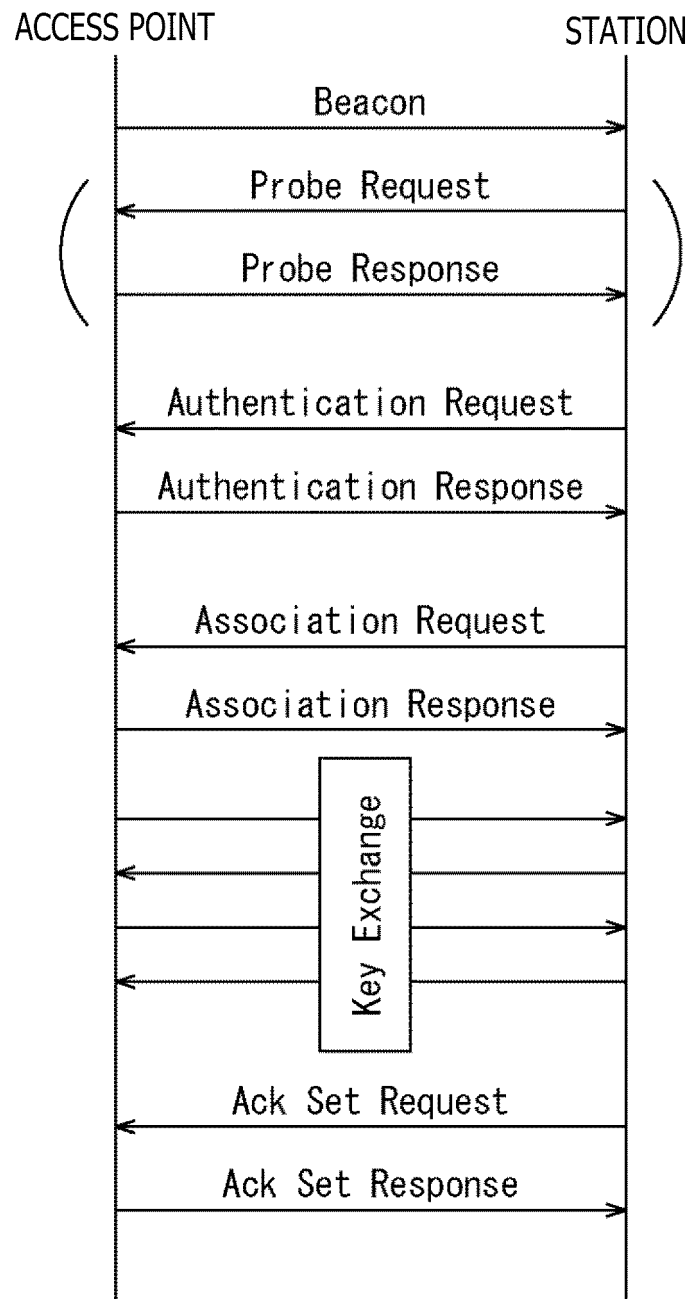 ACCESS POINT
STATION
Beacon
Probe Request
Probe Response
Authentication Request
Authentication Response
Association Request
Association Response
Key Exchange
Ack Set Request
Ack Set Response